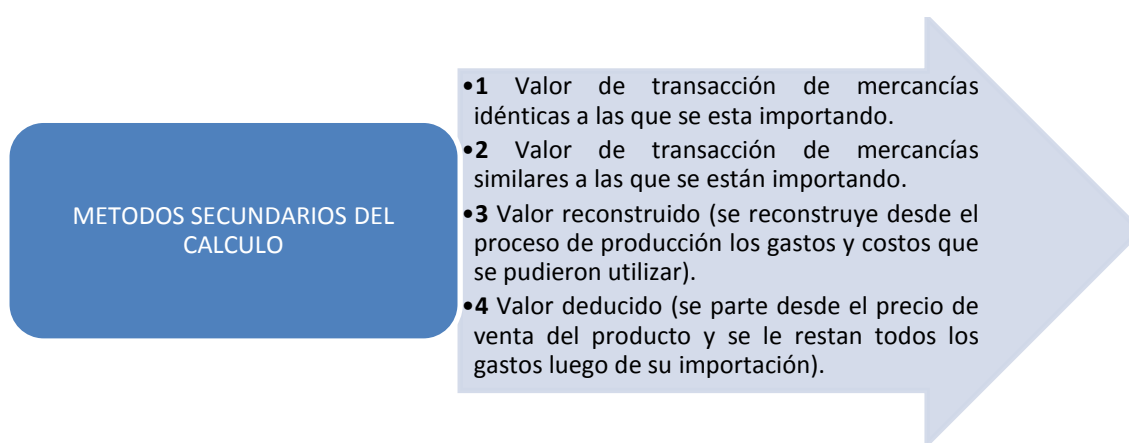 METODOS SECUNDARIOS DEL
CALCULO
•1 Valor de transacción de mercancías
idénticas a las que se esta importando.
•2 Valor de transacción de mercancías
similares a las que se están importando.
•3 Valor reconstruido (se reconstruye desde el
proceso de producción los gastos y costos que
se pudieron utilizar).
•4 Valor deducido (se parte desde el precio de
venta del producto y se le restan todos los
gastos luego de su importación).